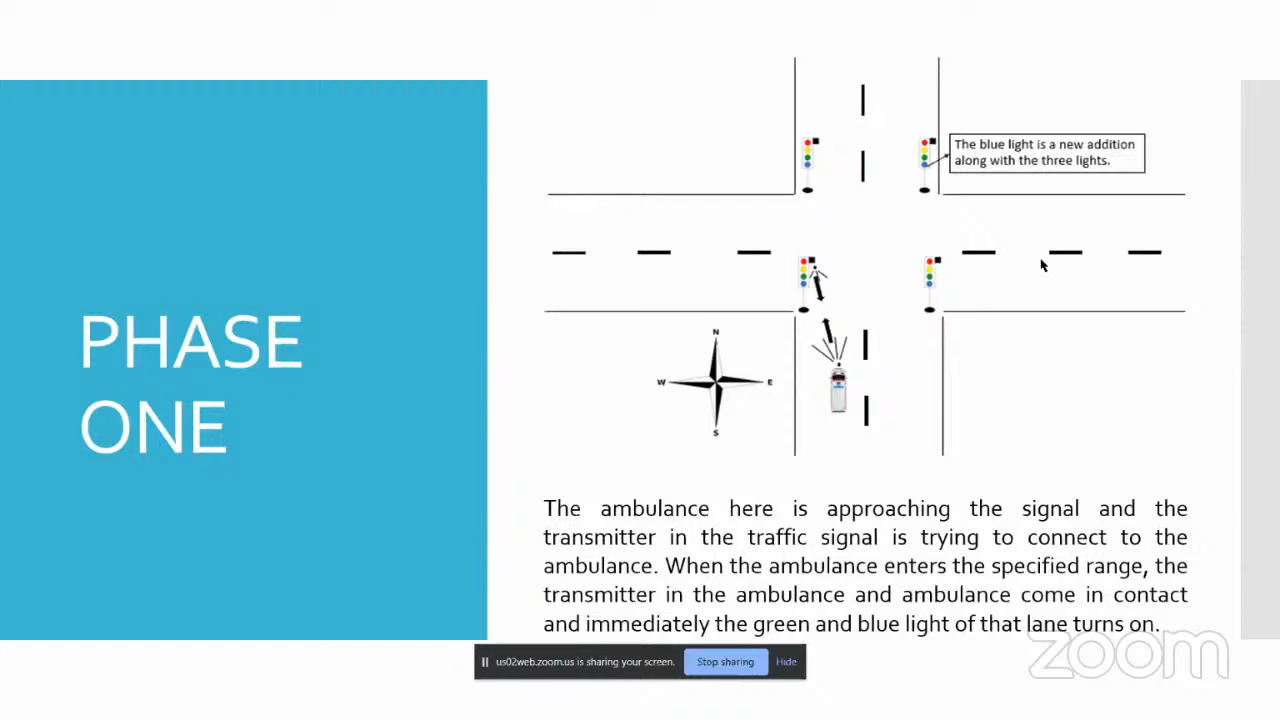 PHASE
ONE
The blue light is a new addition
along with the three lights.
N
W
E
S
The ambulance here is approaching the signal and the
transmitter in the traffic signal is trying to connect to the
ambulance. When the ambulance enters the specified range, the
transmitter in the ambulance and ambulance come in contact
and immediately the green and blue light of that lane turns on.
us02web.zoom.us is sharing your screen.
Stop sharing
Hide
zoom